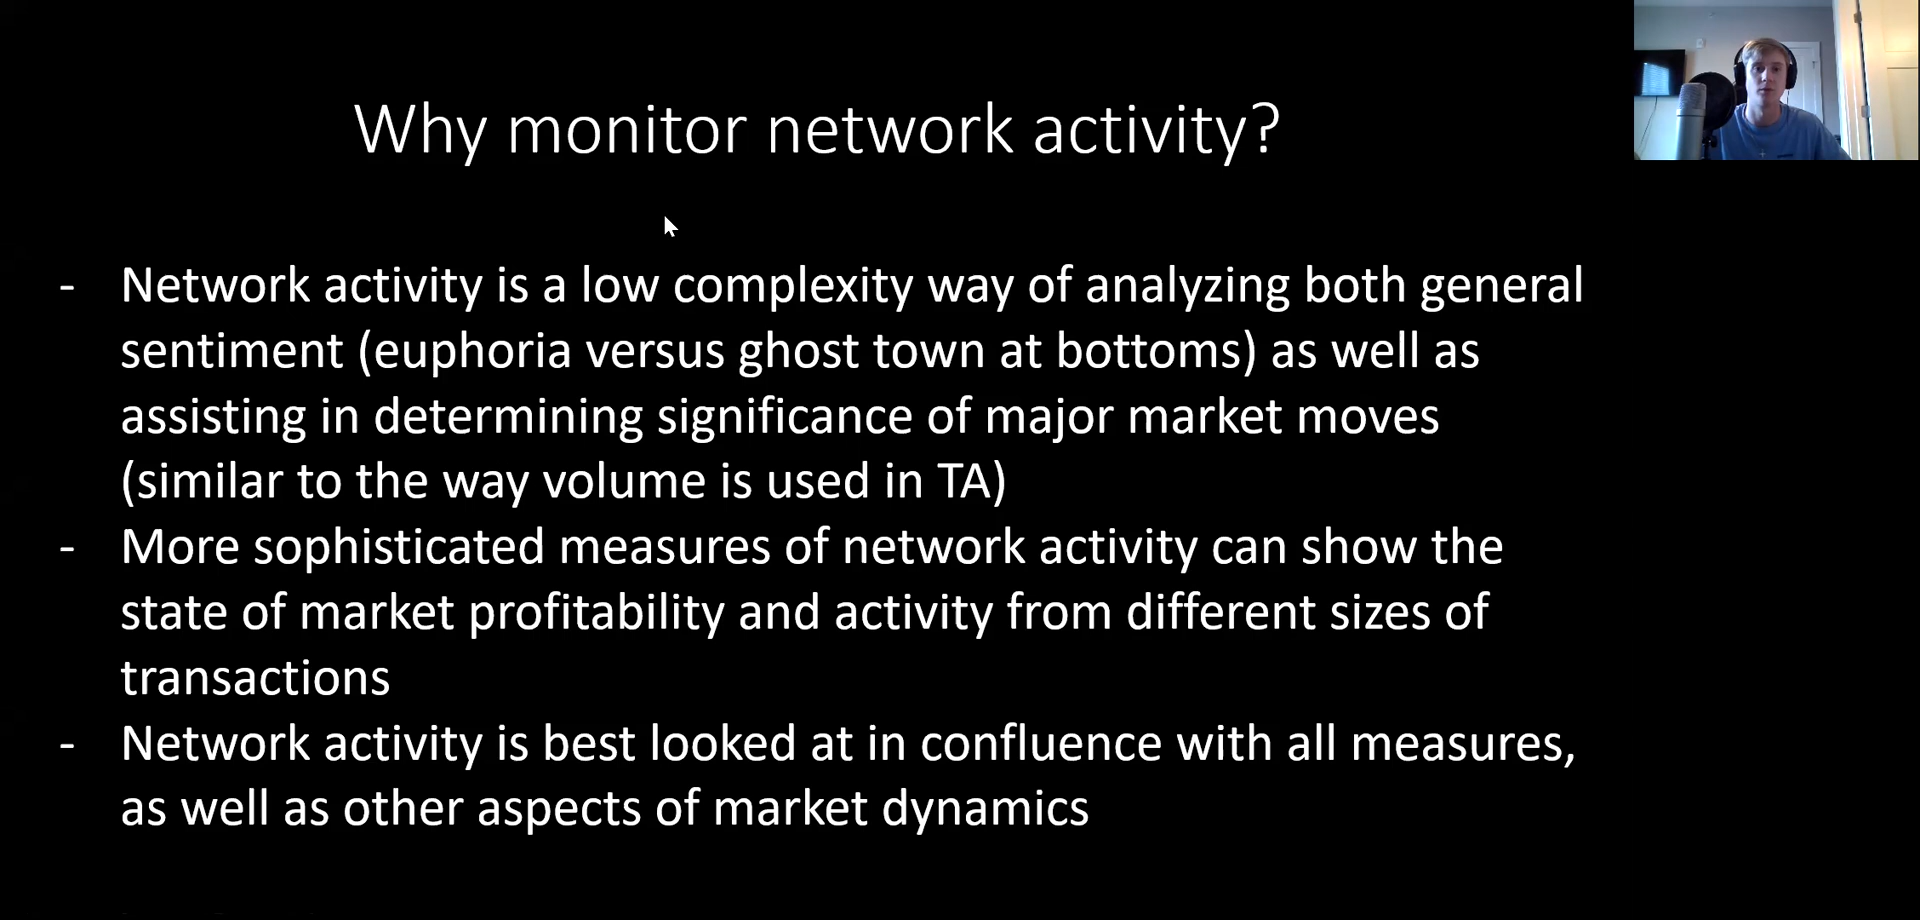 Why monitor network activity?
- Network activity is a low complexity way of analyzing both general
sentiment (euphoria versus ghost town at bottoms) as well as
assisting in determining significance of major market moves
(similar to the way volume is used in TA)
- More sophisticated measures of network activity can show the
state of market profitability and activity from different sizes of
transactions
- Network activity is best looked at in confluence with all measures,
as well as other aspects of market dynamics